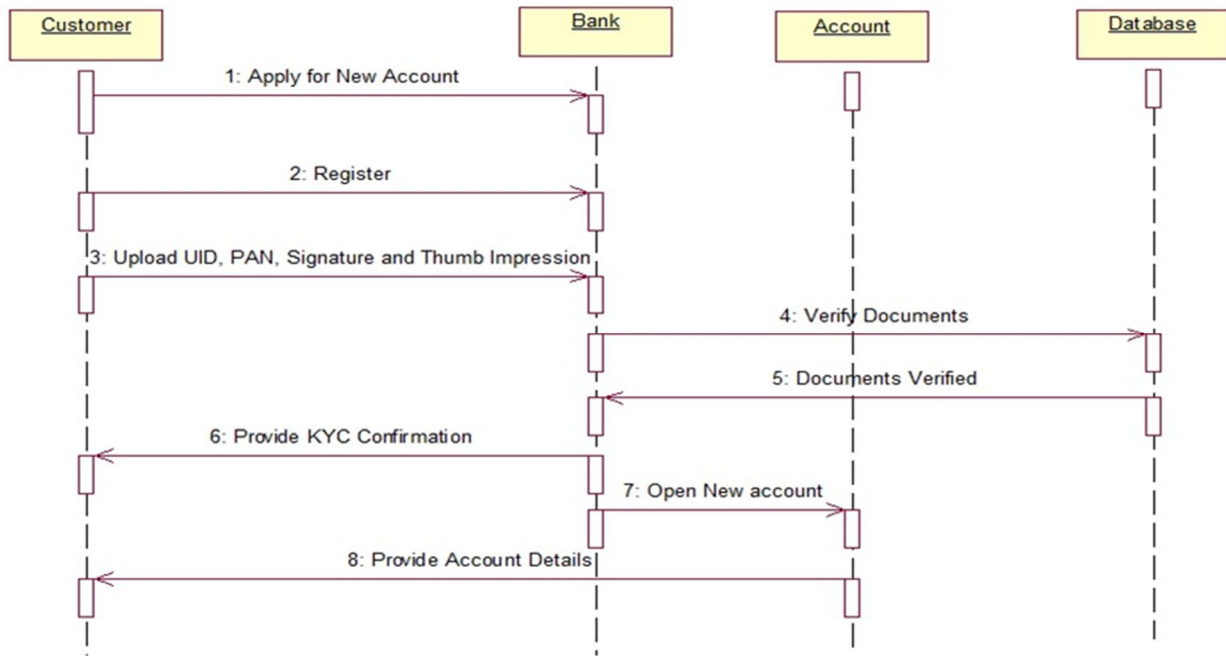 Customer
Bank
Account
Database
1: Apply for New Account
2: Register
3: Upload UID, PAN, Signature and Thumb Impression
4: Verify Documents
5: Documents Verified
6: Provide KYC Confirmation
7: Open New account
8: Provide Account Details